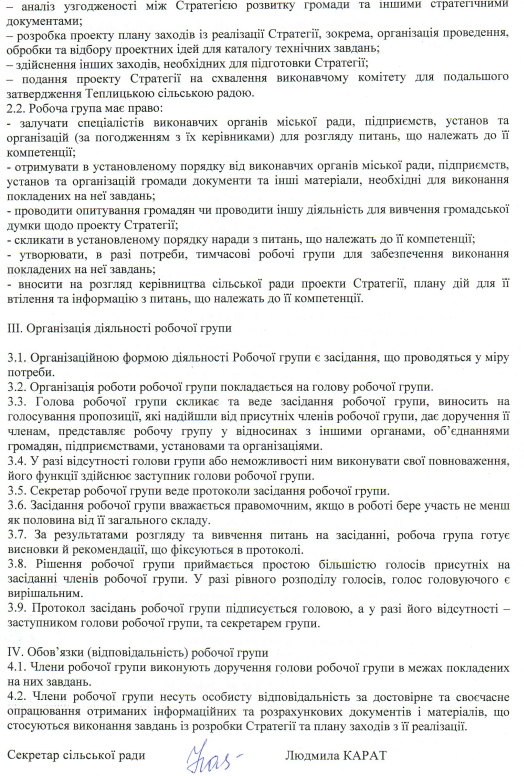 – аналіз узгодженості між Стратегією розвитку громади та іншими стратегічними
документами;
– розробка проекту плану заходів із реалізації Стратегії, зокрема, організація проведення,
обробки та відбору проектних ідей для каталогу технічних завдань;
– здійснення інших заходів, необхідних для підготовки Стратегії;
– подання проекту Стратегії на схвалення виконавчому комітету для подальшого
затвердження Теплицькою сільською радою.
2.2. Робоча група має право:
- залучати спеціалістів виконавчих органів міської ради, підприємств, установ та
організацій (за погодженням з їх керівниками) для розгляду питань, що належать до її
компетенції;
- отримувати в установленому порядку від виконавчих органів міської ради, підприємств,
установ та організацій громади документи та інші матеріали, необхідні для виконання
покладених на неї завдань;
- проводити опитування громадян чи проводити іншу діяльність для вивчення громадської
думки щодо проекту Стратегії;
- скликати в установленому порядку наради з питань, що належать до її компетенції;
- утворювати, в разі потреби, тимчасові робочі групи для забезпечення виконання
покладених на неї завдань;
- вносити на розгляд керівництва сільської ради проекти Стратегії, плану дій для її
втілення та інформацію з питань, що належать до її компетенції.
III. Організація діяльності робочої групи
3.1. Організаційною формою діяльності Робочої групи є засідання, що проводяться у міру
потреби.
3.2. Організація роботи робочої групи покладається на голову робочої групи.
3.3. Голова робочої групи скликає та веде засідання робочої групи, виносить на
голосування пропозиції, які надійшли від присутніх членів робочої групи, дає доручення її
членам, представляє робочу групу у відносинах з іншими органами, об’єднаннями
громадян, підприємствами, установами та організаціями.
3.4. У разі відсутності голови групи або неможливості ним виконувати свої повноваження,
його функції здійснює заступник голови робочої групи.
3.5. Секретар робочої групи веде протоколи засідання робочої групи.
3.6. Засідання робочої групи вважається правомочним, якщо в роботі бере участь не менш
як половина від її загального складу.
3.7. За результатами розгляду та вивчення питань на засіданні, робоча група готує
висновки й рекомендації, що фіксуються в протоколі.
3.8. Рішення робочої групи приймається простою більшістю голосів присутніх на
засіданні членів робочої групи. У разі рівного розподілу голосів, голос головуючого є
вирішальним.
3.9. Протокол засідань робочої групи підписується головою, а у разі його відсутності –
заступником голови робочої групи, та секретарем групи.
IV. Обов’язки (відповідальність) робочої групи
4.1. Члени робочої групи виконують доручення голови робочої групи в межах покладених
на них завдань.
4.2. Члени робочої групи несуть особисту відповідальність за достовірне та своєчасне
опрацювання отриманих інформаційних та розрахункових документів і матеріалів, що
стосуються виконання завдань із розробки Стратегії та плану заходів з її реалізації.
Секретар сільської ради Людмила КАРАТ